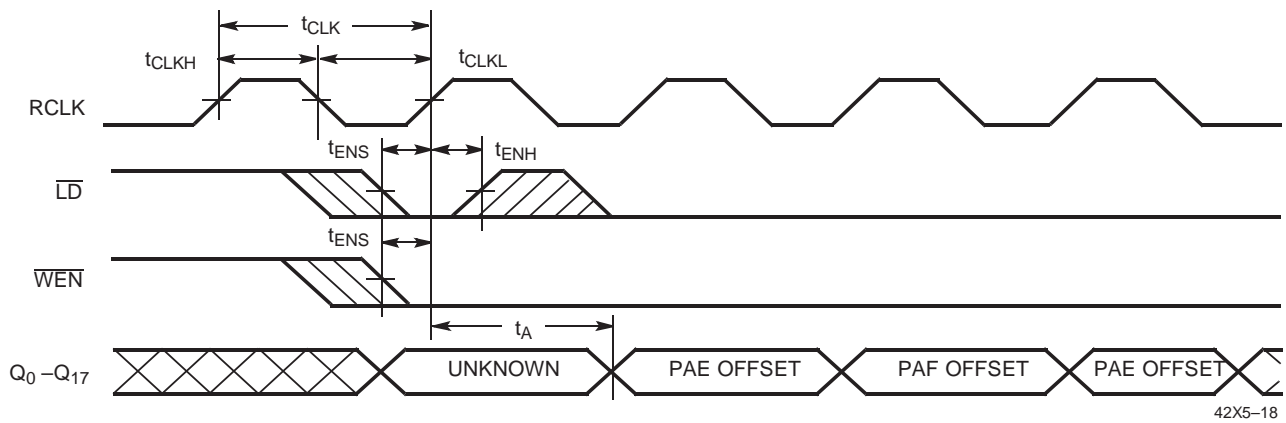 tCLK
tCLKH
tCLKL
RCLK
tENS
tENH
LD
tENS
WEN
tA
Q0 –Q17
UNKNOWN
PAE OFFSET
PAF OFFSET
PAE OFFSET
42X5–18